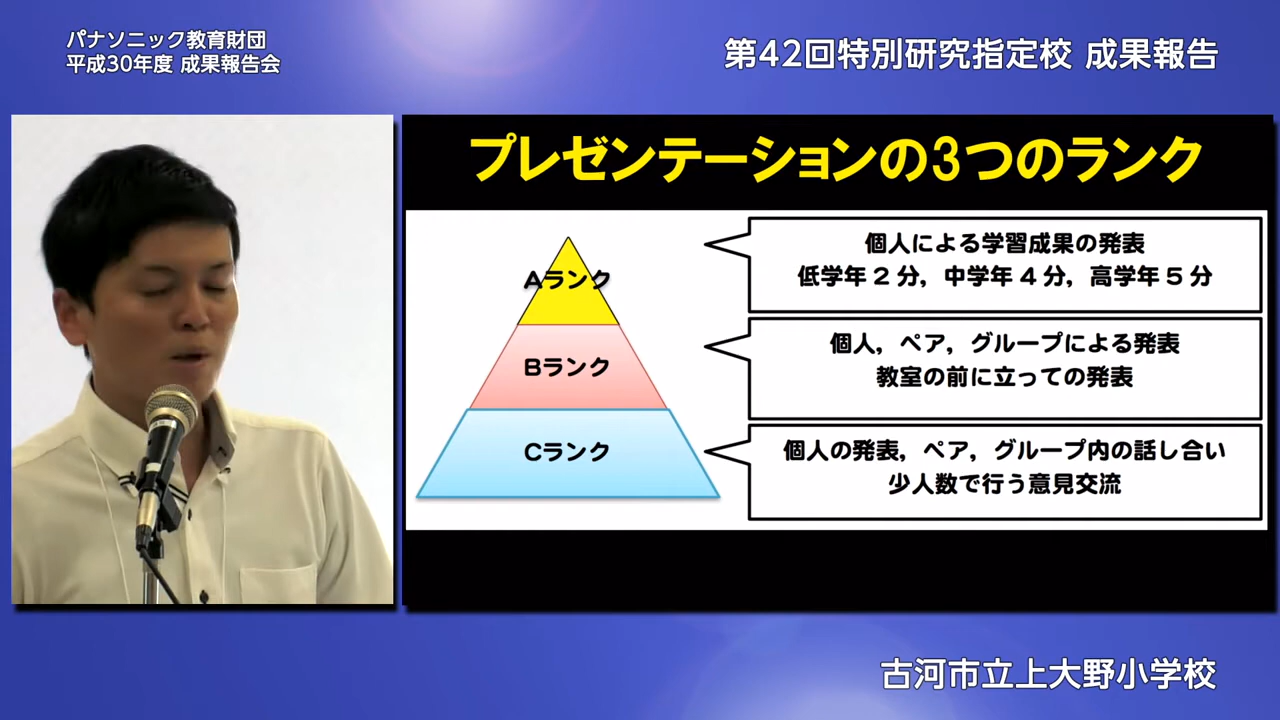 パナソニック教育財団
平成30年度 成果報告会
第42回特別研究指定校 成果報告
プレゼンテーションの3つのランク
Aランク
個人による学習成果の発表
低学年2分，中学年4分，高学年5分
Bランク
個人，ペア，グループによる発表
教室の前に立っての発表
Cランク
個人の発表，ペア，グループ内の話し合い
少人数で行う意見交流
古河市立上大野小学校